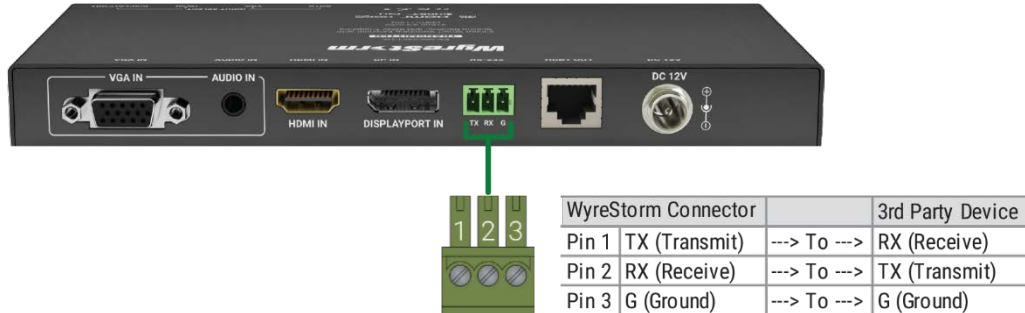 WyreStorm
VGA IN
AUDIO IN
HDMI IN
DISPLAYPORT IN
TX RX G
DC 12V
1 2 3
WyreStorm Connector 3rd Party Device
Pin 1 TX (Transmit) ---> To ---> RX (Receive)
Pin 2 RX (Receive) ---> To ---> TX (Transmit)
Pin 3 G (Ground) ---> To ---> G (Ground)